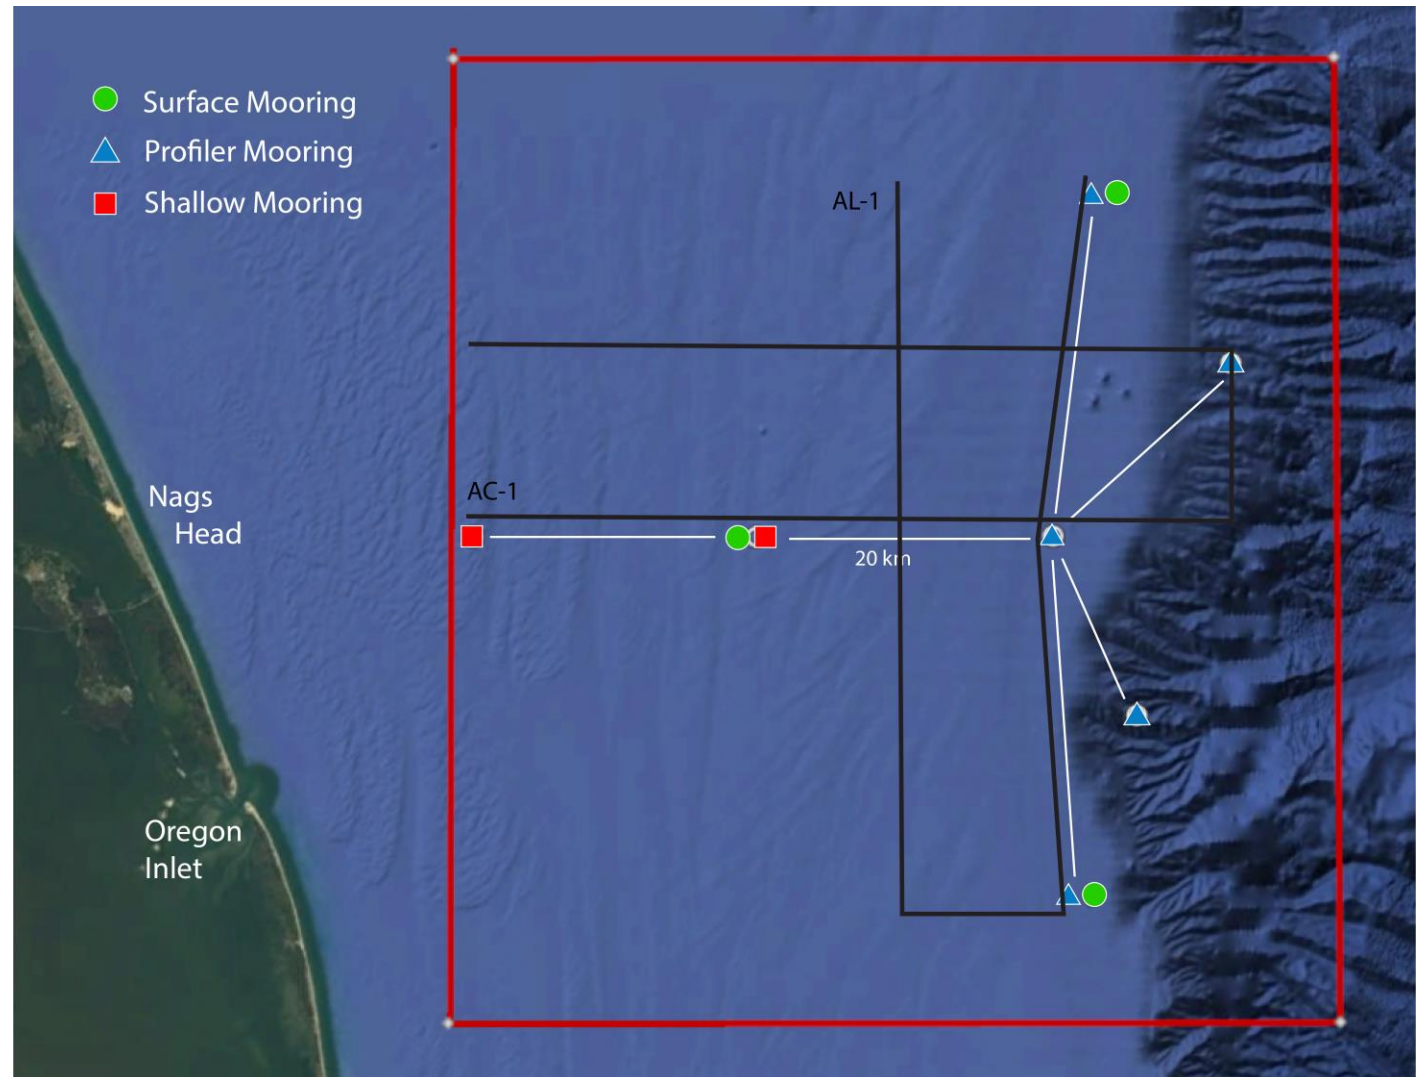 Surface Mooring
Profiler Mooring
Shallow Mooring
AL-1
AC-1
Nags
Head
20 km
Oregon
Inlet